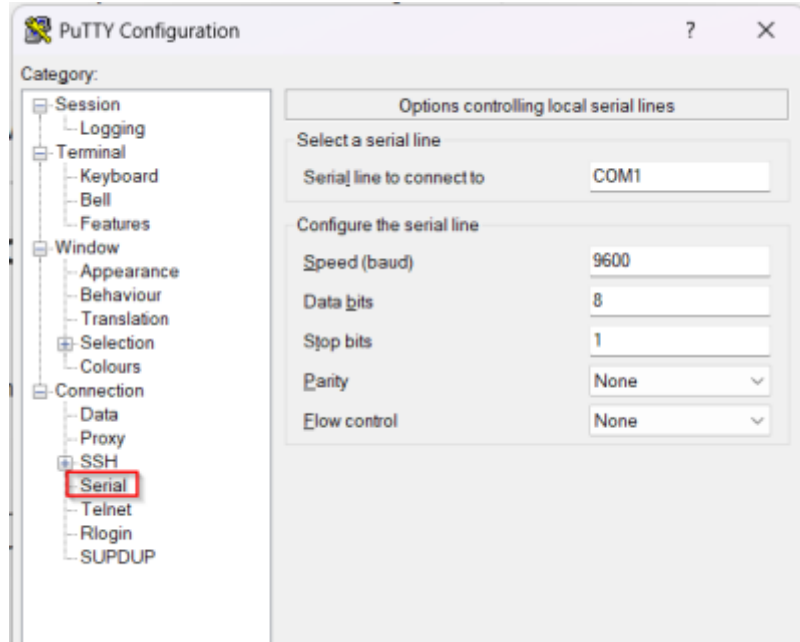 PuTTY Configuration ? ×
Category:
Session
Logging
Terminal
Keyboard
Bell
Features
Window
Appearance
Behaviour
Translation
Selection
Colours
Connection
Data
Proxy
SSH
Serial
Telnet
Rlogin
SUPDUP
Options controlling local serial lines
Select a serial line
Serial line to connect to COM1
Configure the serial line
Speed (baud) 9600
Data bits 8
Stop bits 1
Parity None
Flow control None